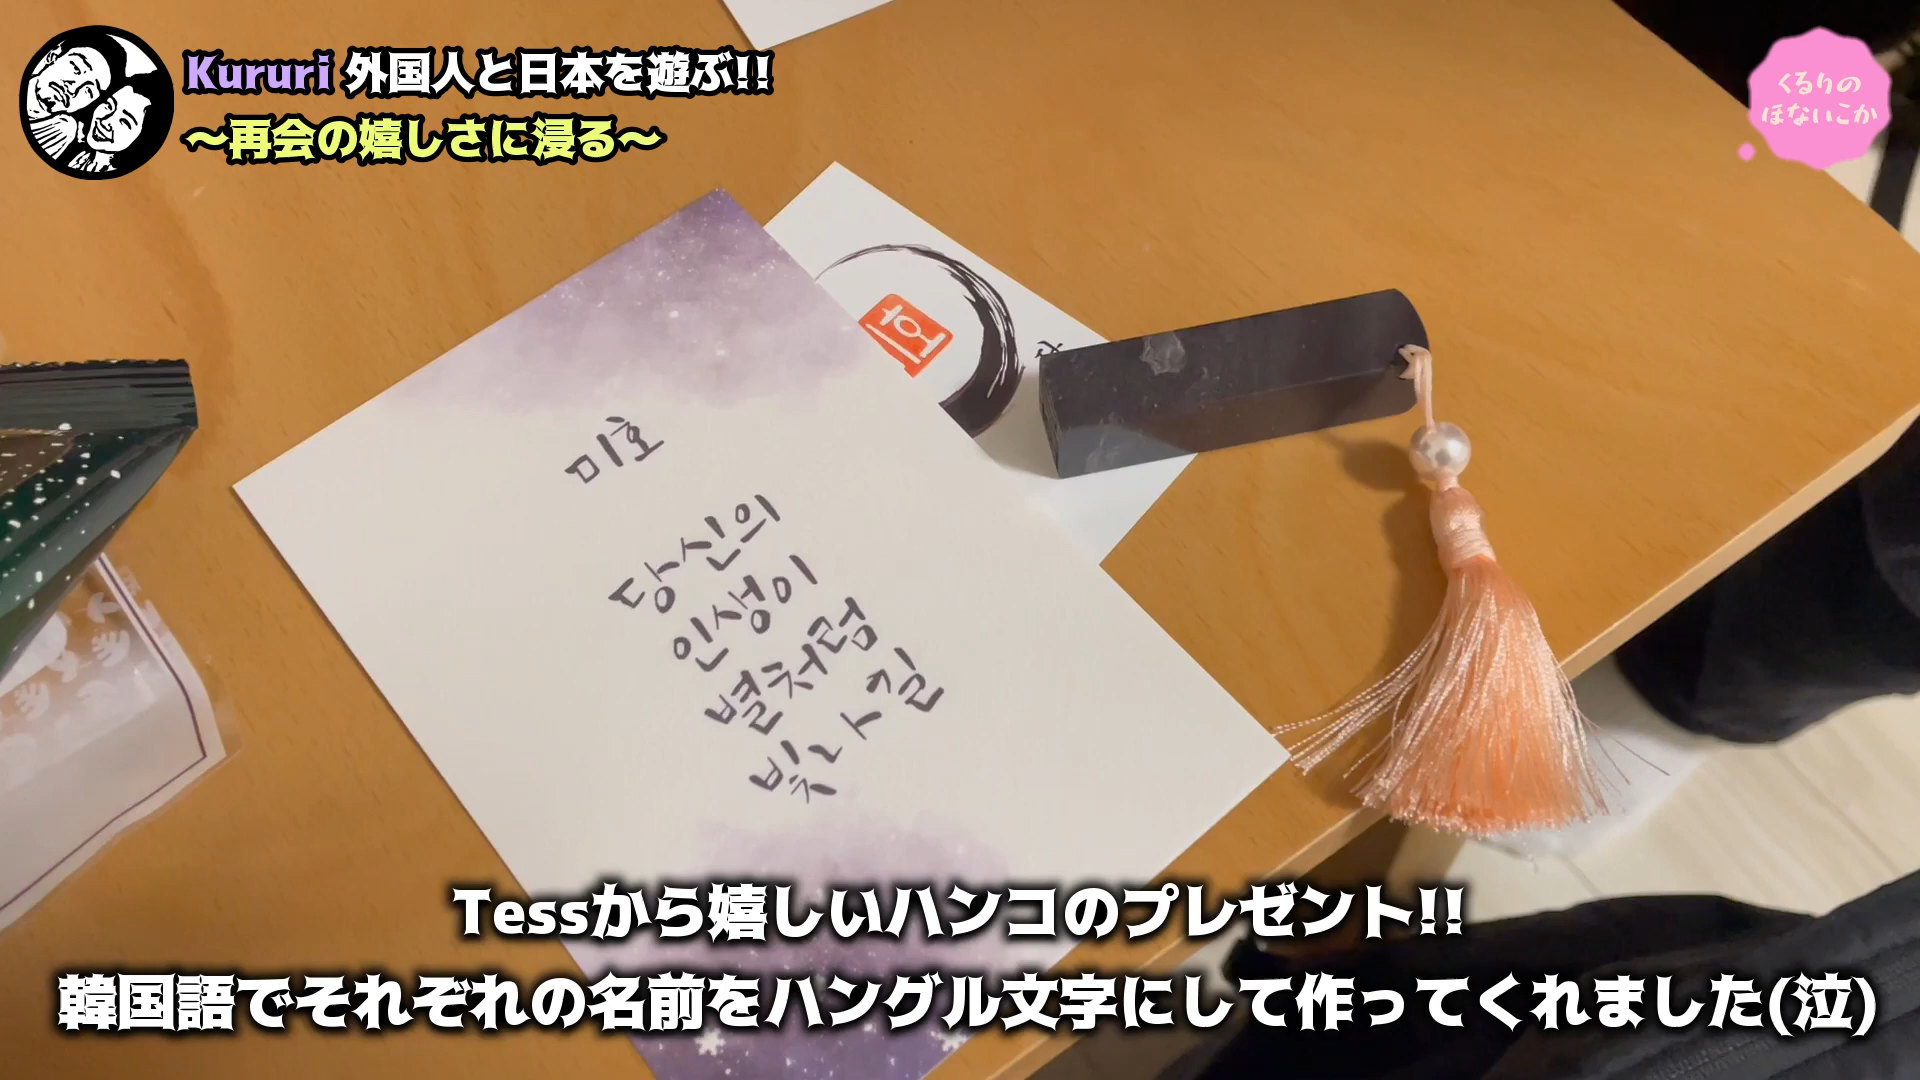 Kururi 外国人と日本を遊ぶ!!
～再会の嬉しさに浸る～
くるりの
ほないこか
호
미호
당신의
인생이
별처럼
빛나길
Tessから嬉しいハンコのプレゼント!!
韓国語でそれぞれの名前をハングル文字にして作ってくれました(泣)